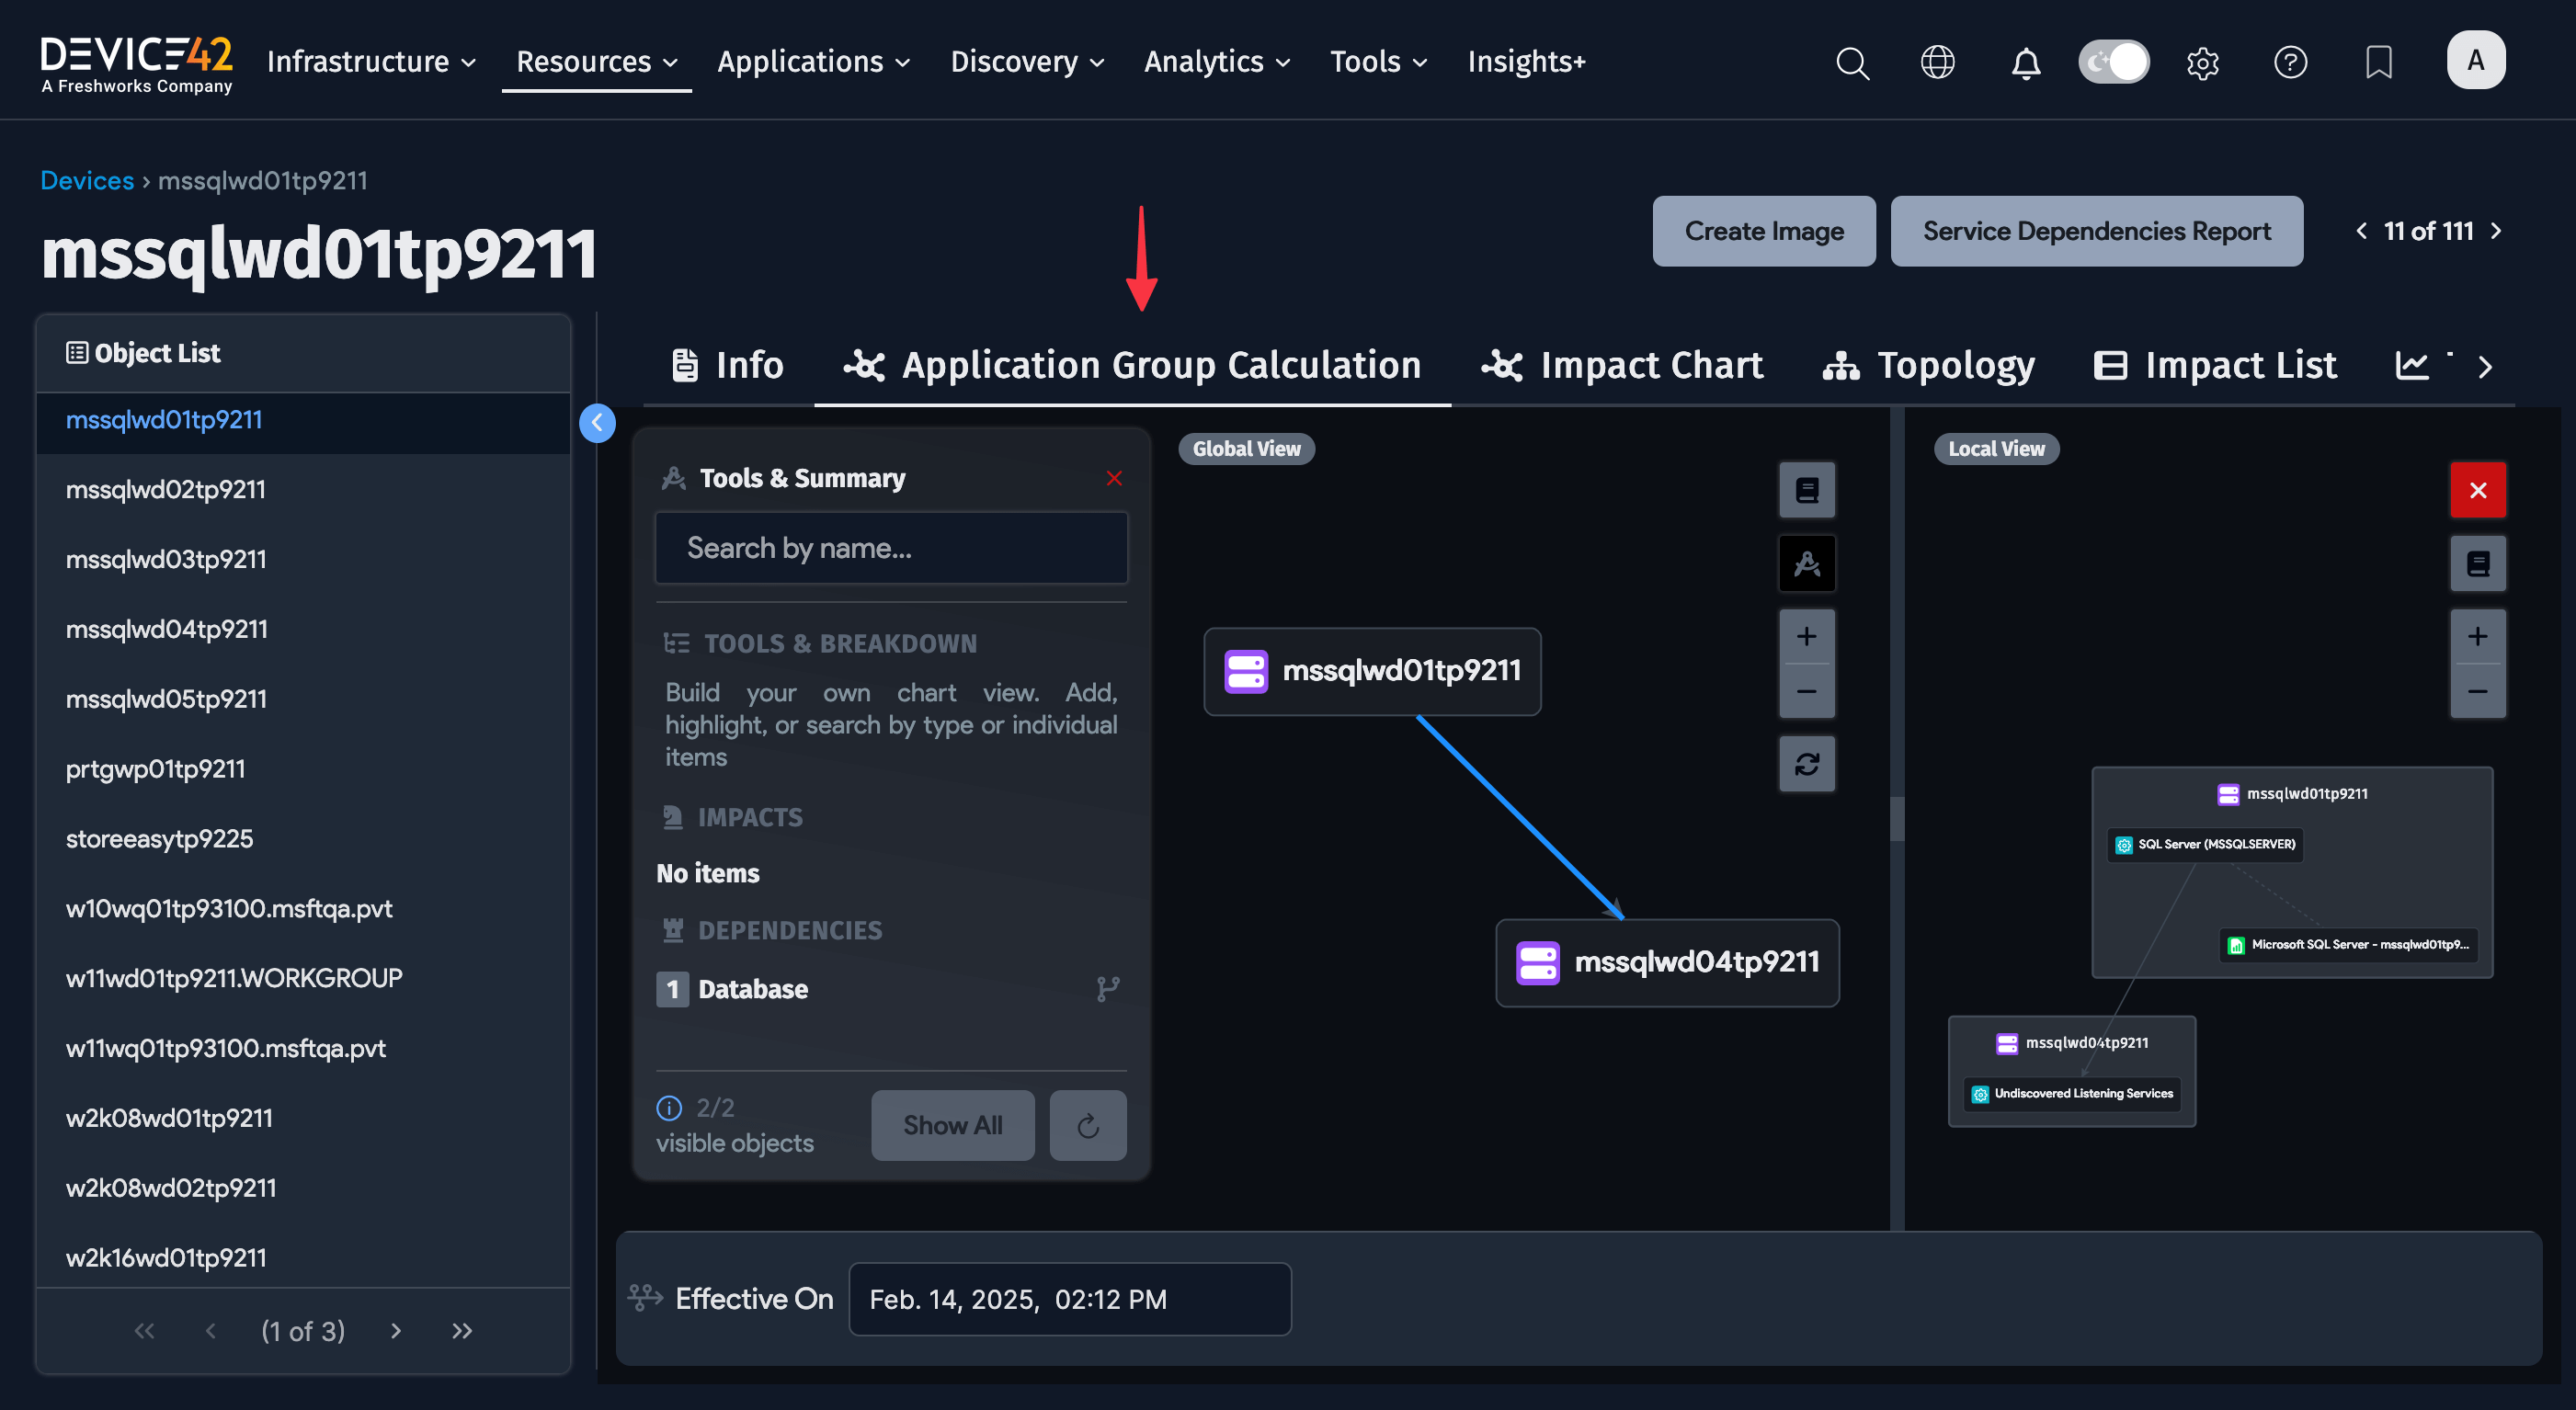 DEVICE42
A Freshworks Company
Infrastructure
Resources
Applications
Discovery
Analytics
Tools
Insights+
A
Devices › mssqlwd01tp9211
mssqlwd01tp9211
Create Image
Service Dependencies Report
11 of 111
Object List
mssqlwd01tp9211
mssqlwd02tp9211
mssqlwd03tp9211
mssqlwd04tp9211
mssqlwd05tp9211
prtgwp01tp9211
storeeasytp9225
w10wq01tp93100.msftqa.pvt
w11wd01tp9211.WORKGROUP
w11wq01tp93100.msftqa.pvt
w2k08wd01tp9211
w2k08wd02tp9211
w2k16wd01tp9211
(1 of 3)
Info
Application Group Calculation
Impact Chart
Topology
Impact List
Tools & Summary
Search by name...
TOOLS & BREAKDOWN
Build your own chart view. Add,
highlight, or search by type or individual
items
IMPACTS
No items
DEPENDENCIES
1 Database
2/2
visible objects
Show All
Global View
mssqlwd01tp9211
mssqlwd04tp9211
Local View
mssqlwd01tp9211
SQL Server (MSSQLSERVER)
Microsoft SQL Server - mssqlwd01tp9...
mssqlwd04tp9211
Undiscovered Listening Services
Effective On
Feb. 14, 2025, 02:12 PM